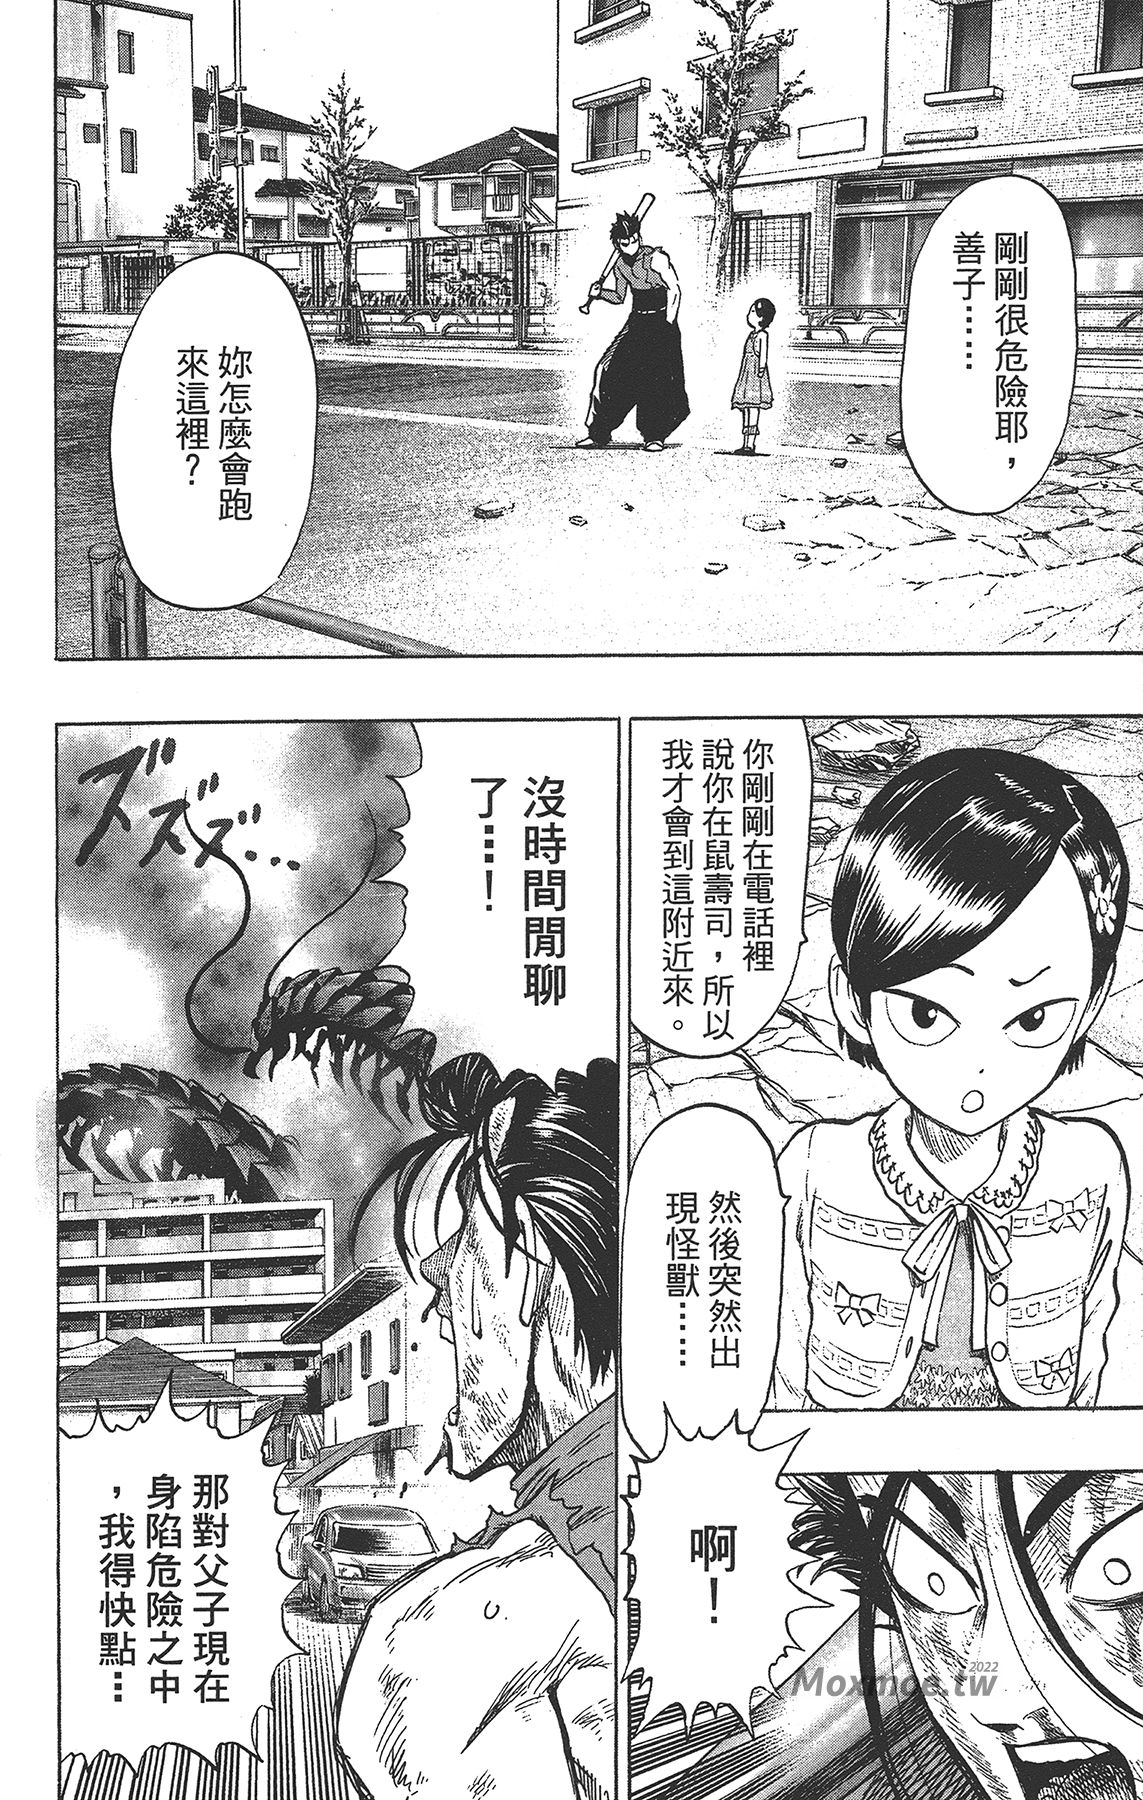 剛剛很危險耶，
善子……
妳怎麼會跑
來這裡？
你剛剛在電話裡
說你在鼠壽司，所以
我才會到這附近來。
然後突然出
現怪獸……
啊！
沒時間閒聊
了……！
ズズズズ…
那對父子現在
身陷危險之中
，我得快點…
2022
Moxmoe.tw